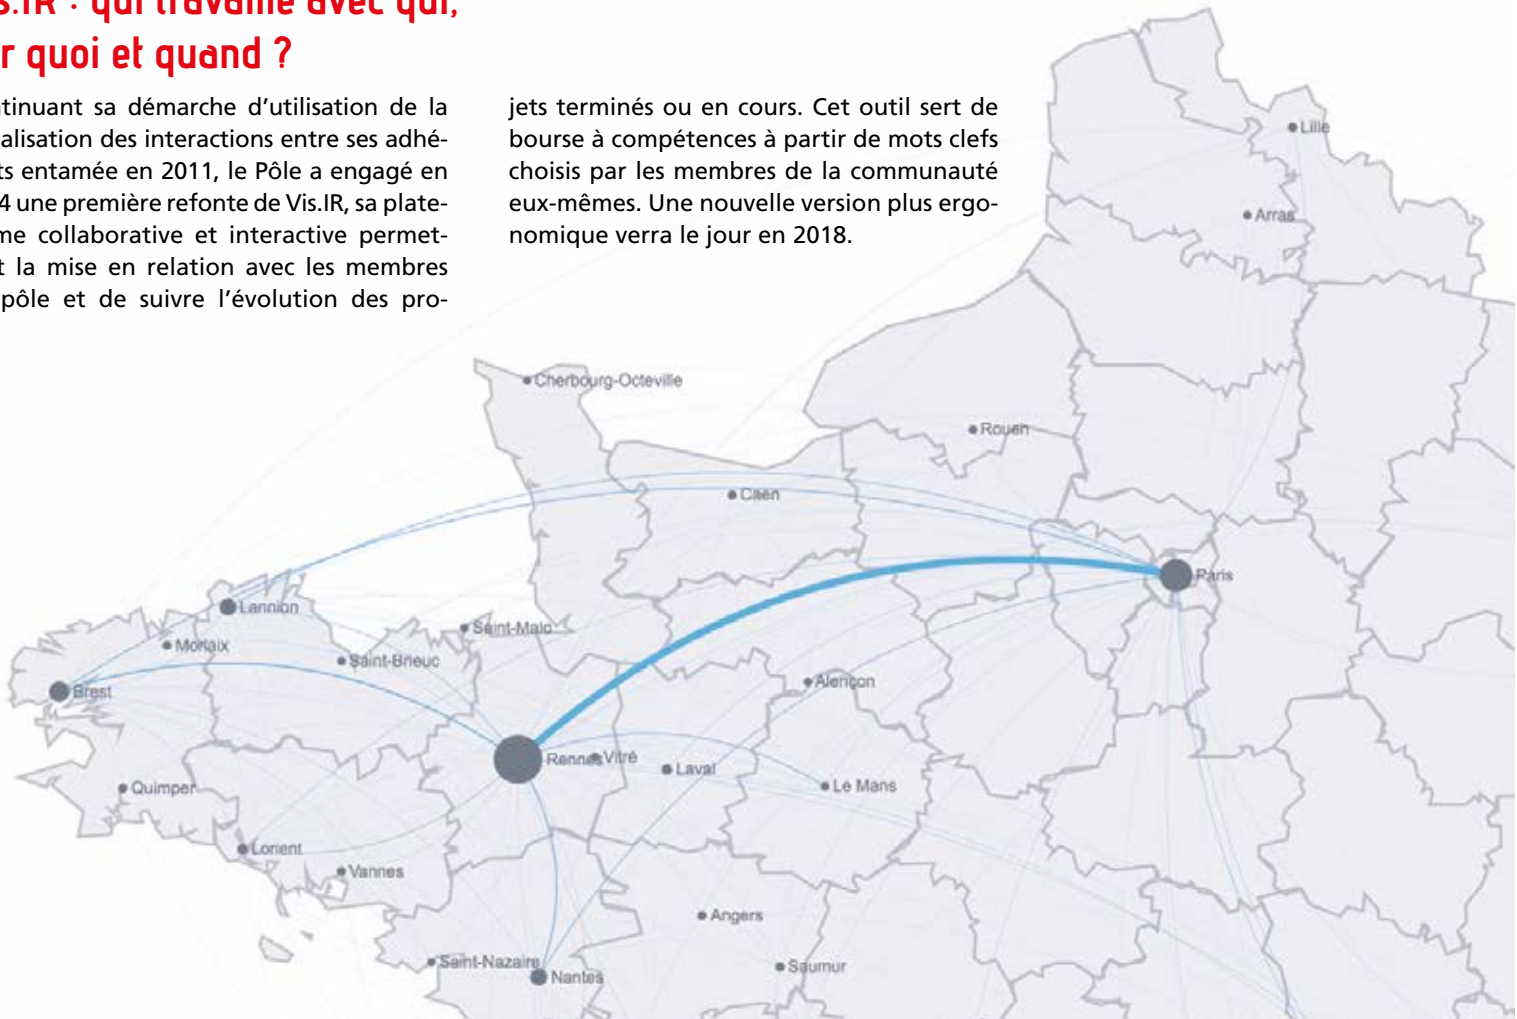 s.IR : qui travaille avec qui,
r quoi et quand ?
tinuant sa démarche d'utilisation de la
alisation des interactions entre ses adhé-
ts entamée en 2011, le Pôle a engagé en
4 une première refonte de Vis.IR, sa plate-
me collaborative et interactive permet-
t la mise en relation avec les membres
pôle et de suivre l'évolution des pro-
jets terminés ou en cours. Cet outil sert de
bourse à compétences à partir de mots clefs
choisis par les membres de la communauté
eux-mêmes. Une nouvelle version plus ergo-
nomique verra le jour en 2018.
Lille
Arras
Cherbourg-Octeville
Rouen
Caen
Paris
Lannion
Saint-Malo
Morlaix
Saint-Brieuc
Brest
Alençon
Rennes
Vitré
Laval
Le Mans
Quimper
Lorient
Vannes
Angers
Saint-Nazaire
Saumur
Nantes